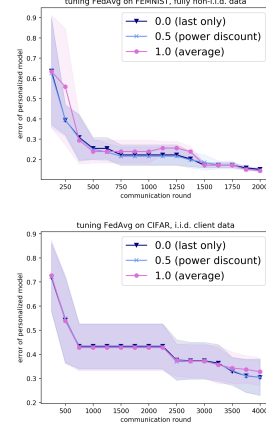 tuning FedAvg on FEMNIST, fully non-i.i.d. data
0.9
0.8
0.7
0.6
0.5
0.4
0.3
0.2
error of personalized model
0.0 (last only)
0.5 (power discount)
1.0 (average)
250 500 750 1000 1250 1500 1750 2000
communication round
tuning FedAvg on CIFAR, i.i.d. client data
0.9
0.8
0.7
0.6
0.5
0.4
0.3
0.2
error of personalized model
0.0 (last only)
0.5 (power discount)
1.0 (average)
500 1000 1500 2000 2500 3000 3500 4000
communication round